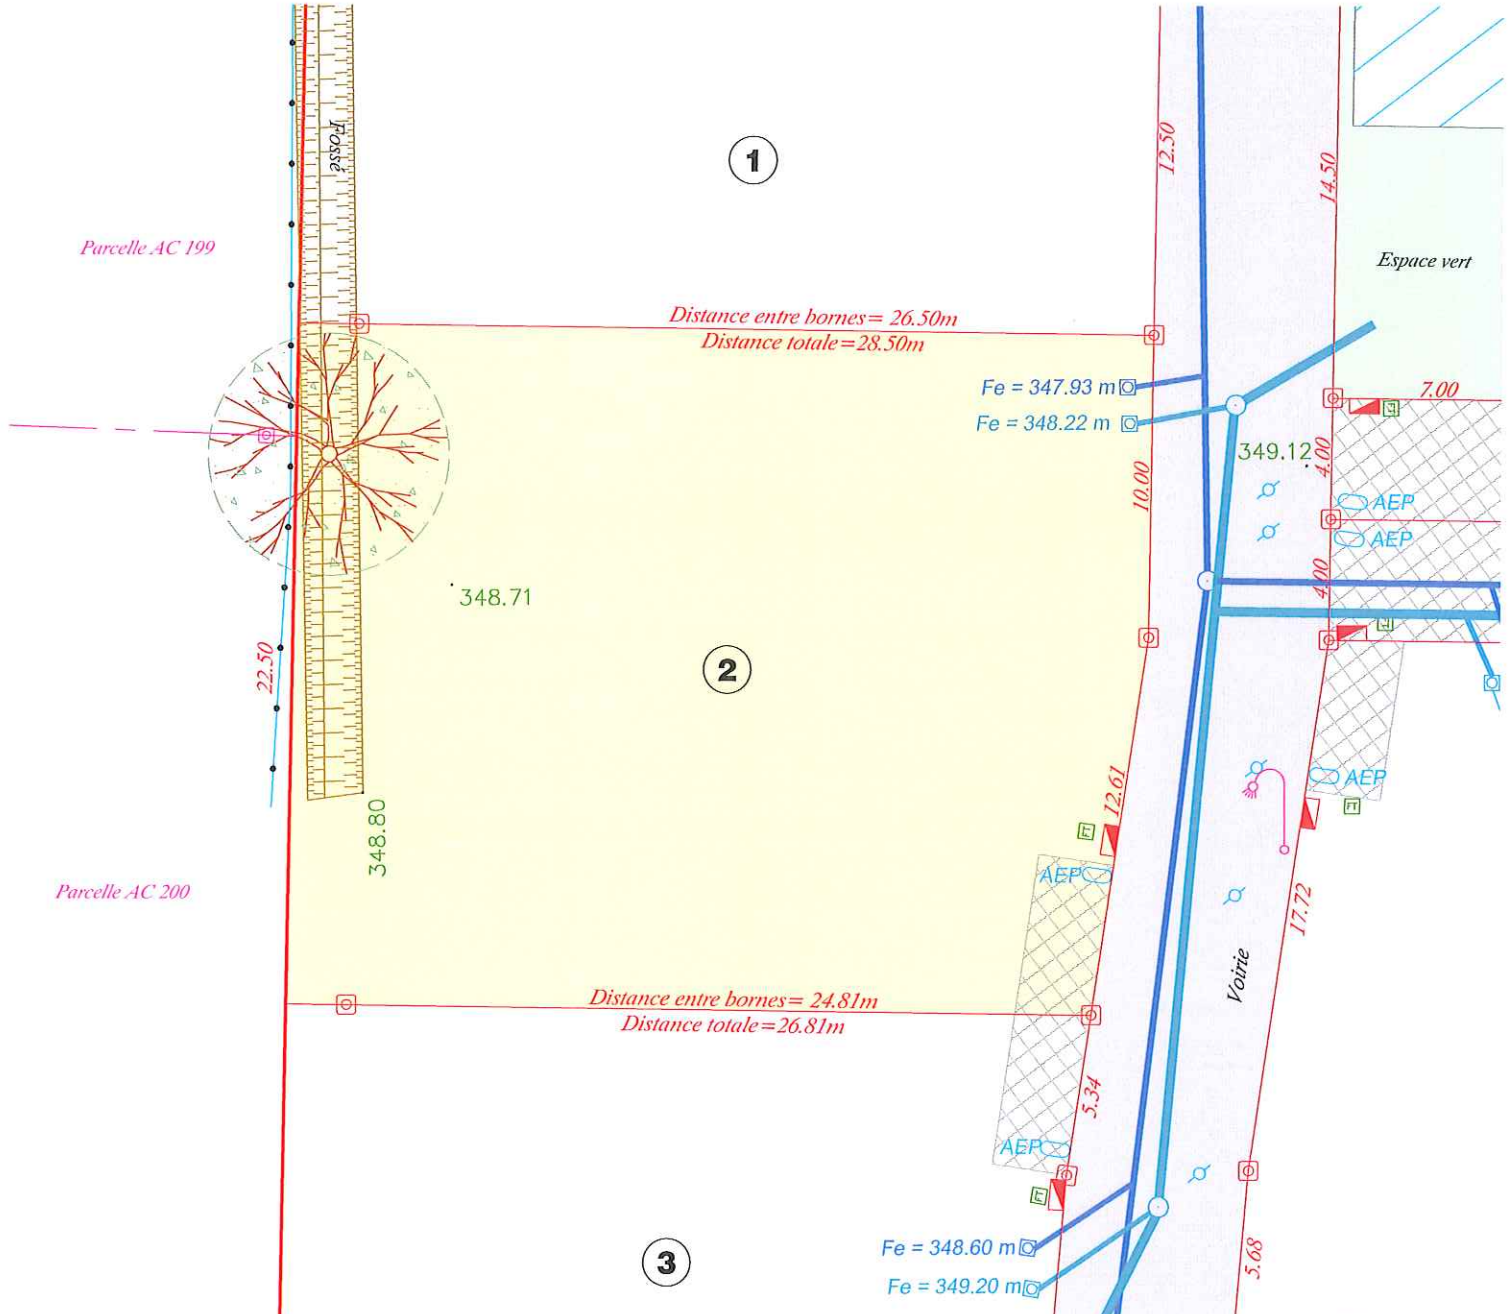 Fossé
1
12.50
14.50
Parcelle AC 199
Espace vert
Distance entre bornes= 26.50m
Distance totale=28.50m
Fe = 347.93 m
Fe = 348.22 m
7.00
349.12
4.00
10.00
AEP
AEP
4.00
348.71
22.50
2
12.61
AEP
FT
FT
348.80
AEP
Parcelle AC 200
17.72
Voirie
Distance entre bornes= 24.81m
Distance totale=26.81m
5.34
AEP
FT
3
Fe = 348.60 m
Fe = 349.20 m
5.68